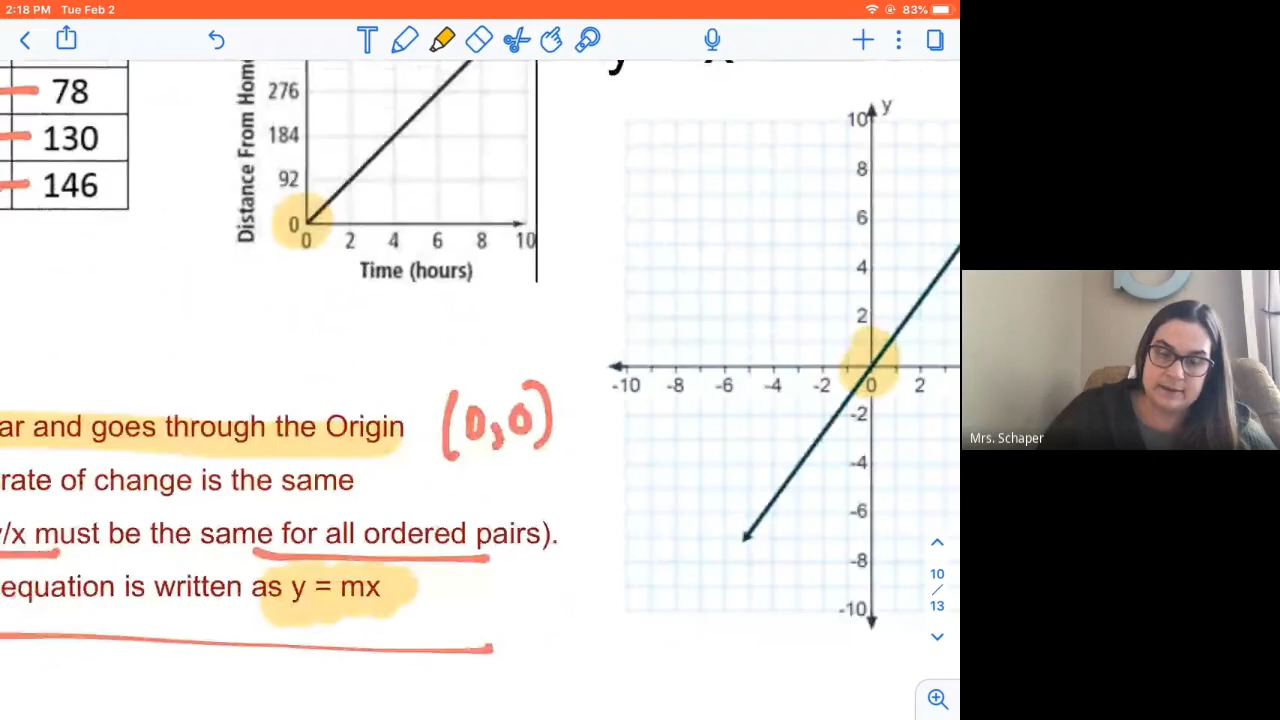 2:18 PM Tue Feb 2
83%
T
78
130
146
Distance From Home
276
184
92
0
0 2 4 6 8 10
Time (hours)
y
10
8
6
4
2
-10 -8 -6 -4 -2 0 2
-2
-4
-6
-8
-10
ar and goes through the Origin (0,0)
rate of change is the same
y/x must be the same for all ordered pairs).
equation is written as y = mx
10
/
13
Mrs. Schaper